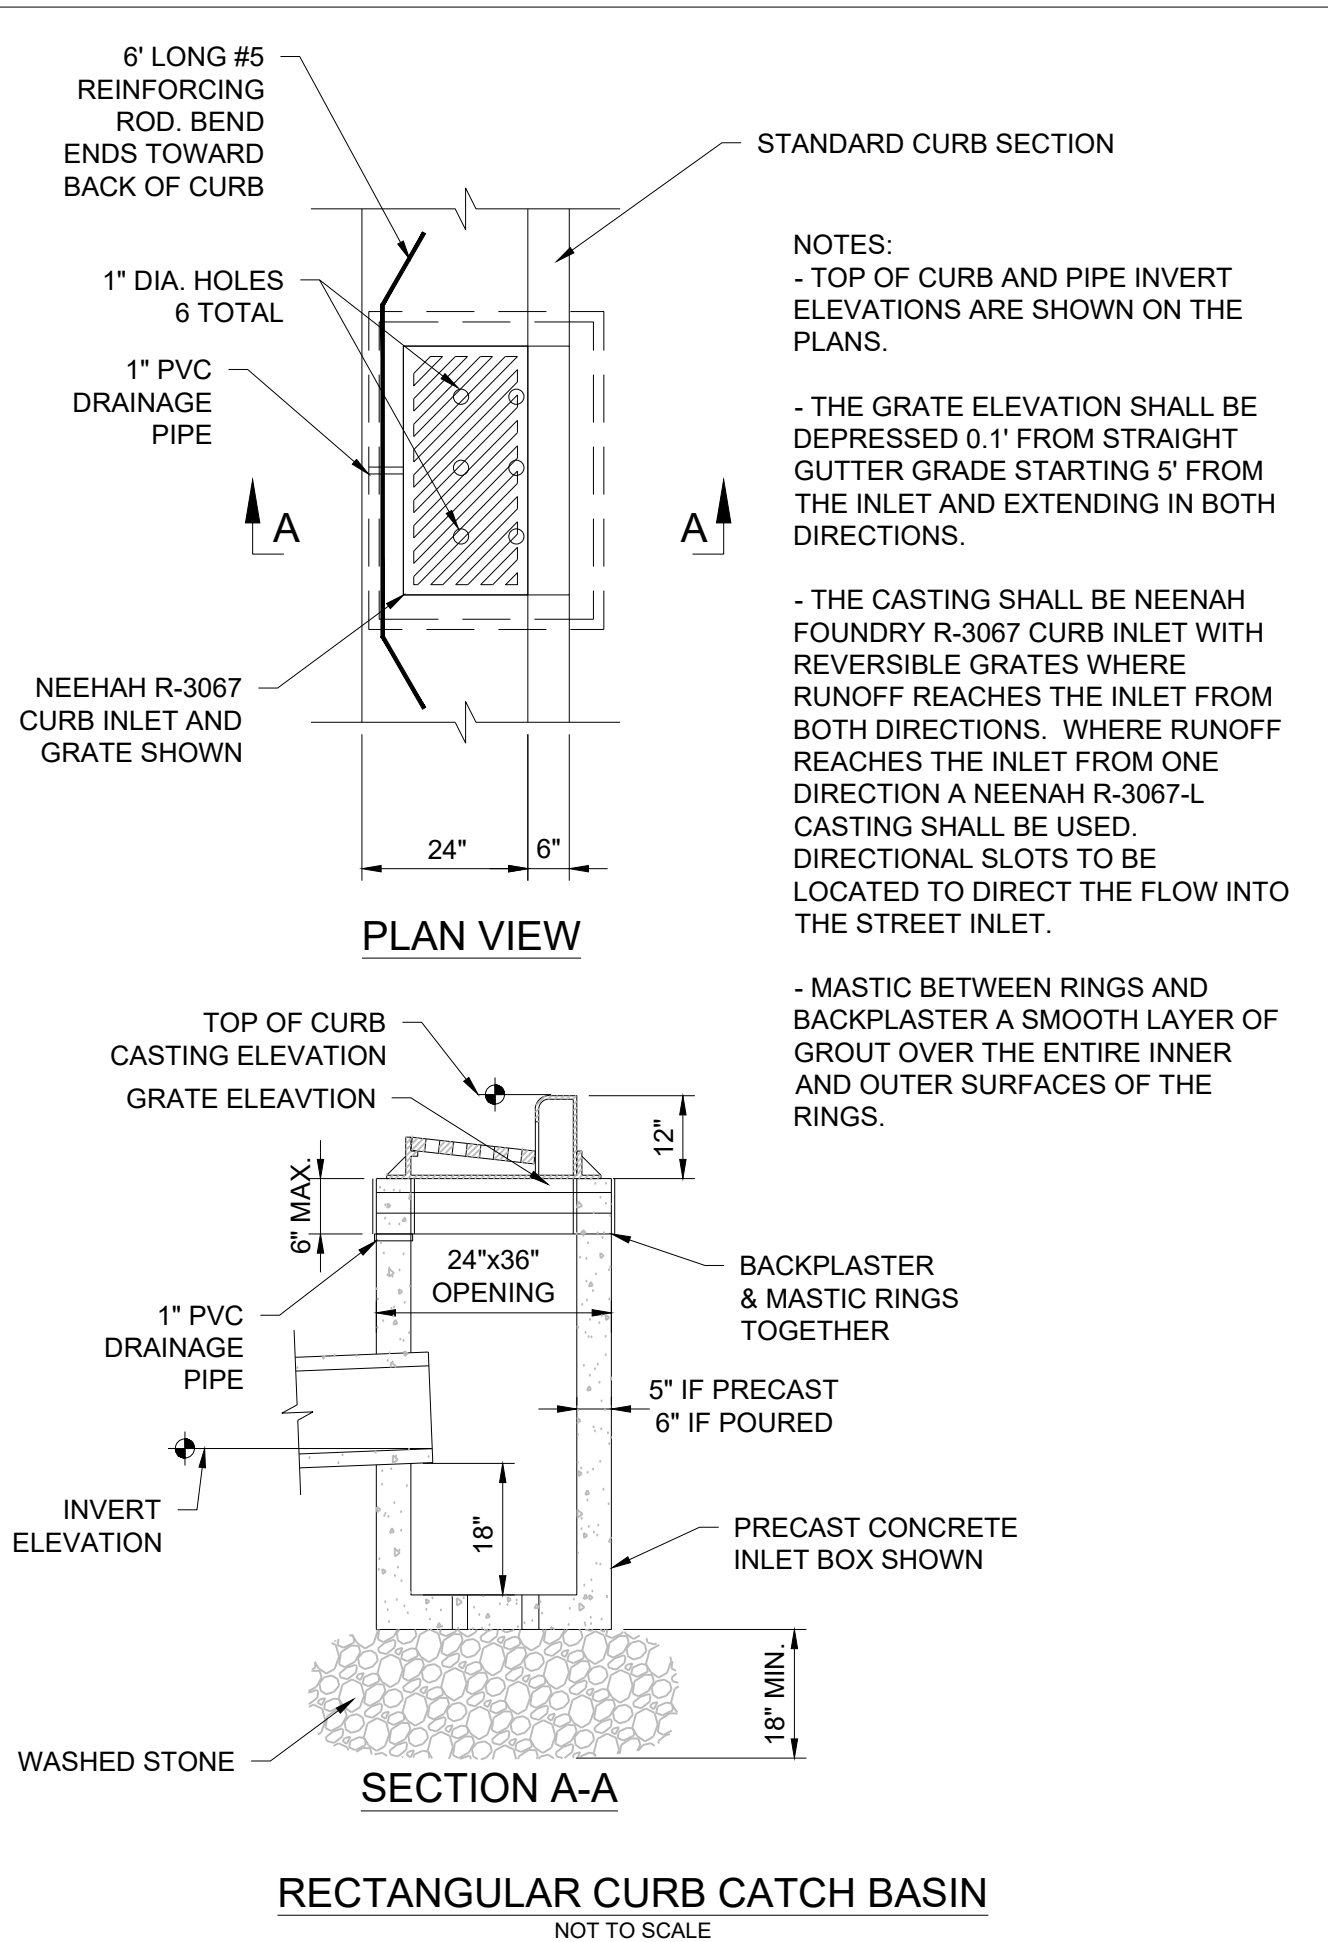 6' LONG #5
REINFORCING
ROD. BEND
ENDS TOWARD
BACK OF CURB
1" DIA. HOLES
6 TOTAL
1" PVC
DRAINAGE
PIPE
A
A
NEEHAH R-3067
CURB INLET AND
GRATE SHOWN
STANDARD CURB SECTION
24"
6"
PLAN VIEW
NOTES:
- TOP OF CURB AND PIPE INVERT
ELEVATIONS ARE SHOWN ON THE
PLANS.
- THE GRATE ELEVATION SHALL BE
DEPRESSED 0.1' FROM STRAIGHT
GUTTER GRADE STARTING 5' FROM
THE INLET AND EXTENDING IN BOTH
DIRECTIONS.
- THE CASTING SHALL BE NEENAH
FOUNDRY R-3067 CURB INLET WITH
REVERSIBLE GRATES WHERE
RUNOFF REACHES THE INLET FROM
BOTH DIRECTIONS.  WHERE RUNOFF
REACHES THE INLET FROM ONE
DIRECTION A NEENAH R-3067-L
CASTING SHALL BE USED.
DIRECTIONAL SLOTS TO BE
LOCATED TO DIRECT THE FLOW INTO
THE STREET INLET.
- MASTIC BETWEEN RINGS AND
BACKPLASTER A SMOOTH LAYER OF
GROUT OVER THE ENTIRE INNER
AND OUTER SURFACES OF THE
RINGS.
TOP OF CURB
CASTING ELEVATION
GRATE ELEAVTION
12"
6" MAX.
24"x36"
OPENING
BACKPLASTER
& MASTIC RINGS
TOGETHER
1" PVC
DRAINAGE
PIPE
5" IF PRECAST
6" IF POURED
INVERT
ELEVATION
18"
PRECAST CONCRETE
INLET BOX SHOWN
18" MIN.
WASHED STONE
SECTION A-A
RECTANGULAR CURB CATCH BASIN
NOT TO SCALE